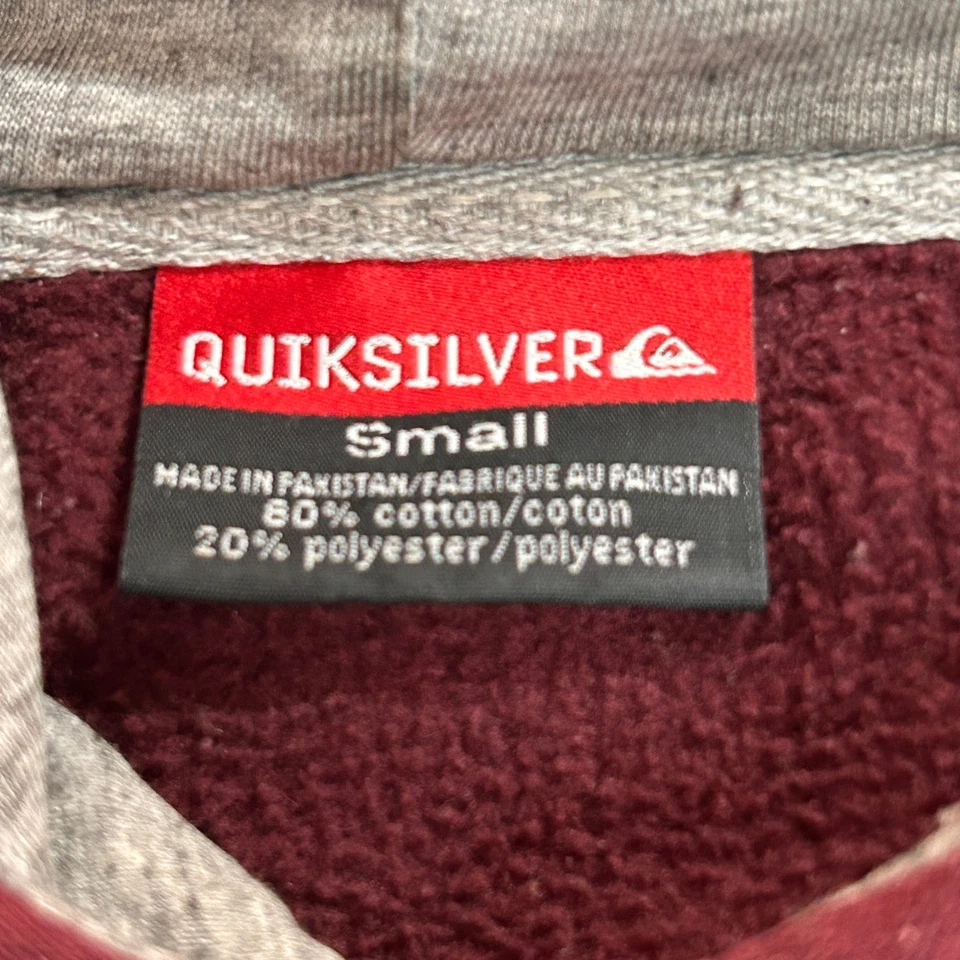 QUIKSILVER
Small
MADE IN PAKISTAN/FABRIQUE AU PAKISTAN
80% cotton/coton
20% polyester/polyester